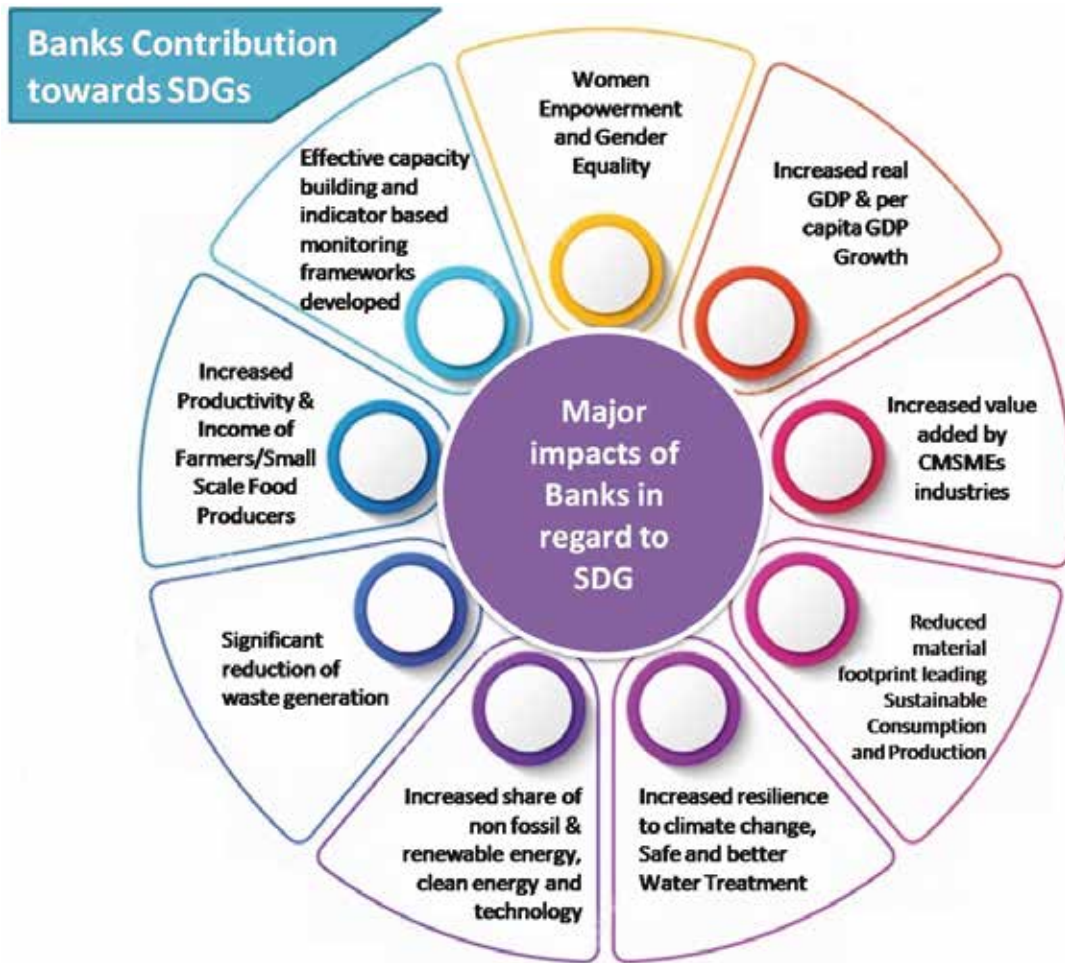 Banks Contribution
towards SDGs
Women
Empowerment
and Gender
Equality
Increased real
GDP & per
capita GDP
Growth
Increased value
added by
CMSMEs
industries
Reduced
material
footprint leading
Sustainable
Consumption
and Production
Increased resilience
to climate change,
Safe and better
Water Treatment
Increased share of
non fossil &
renewable energy,
clean energy and
technology
Significant
reduction of
waste generation
Increased
Productivity &
Income of
Farmers/Small
Scale Food
Producers
Effective capacity
building and
indicator based
monitoring
frameworks
developed
Major
impacts of
Banks in
regard to
SDG